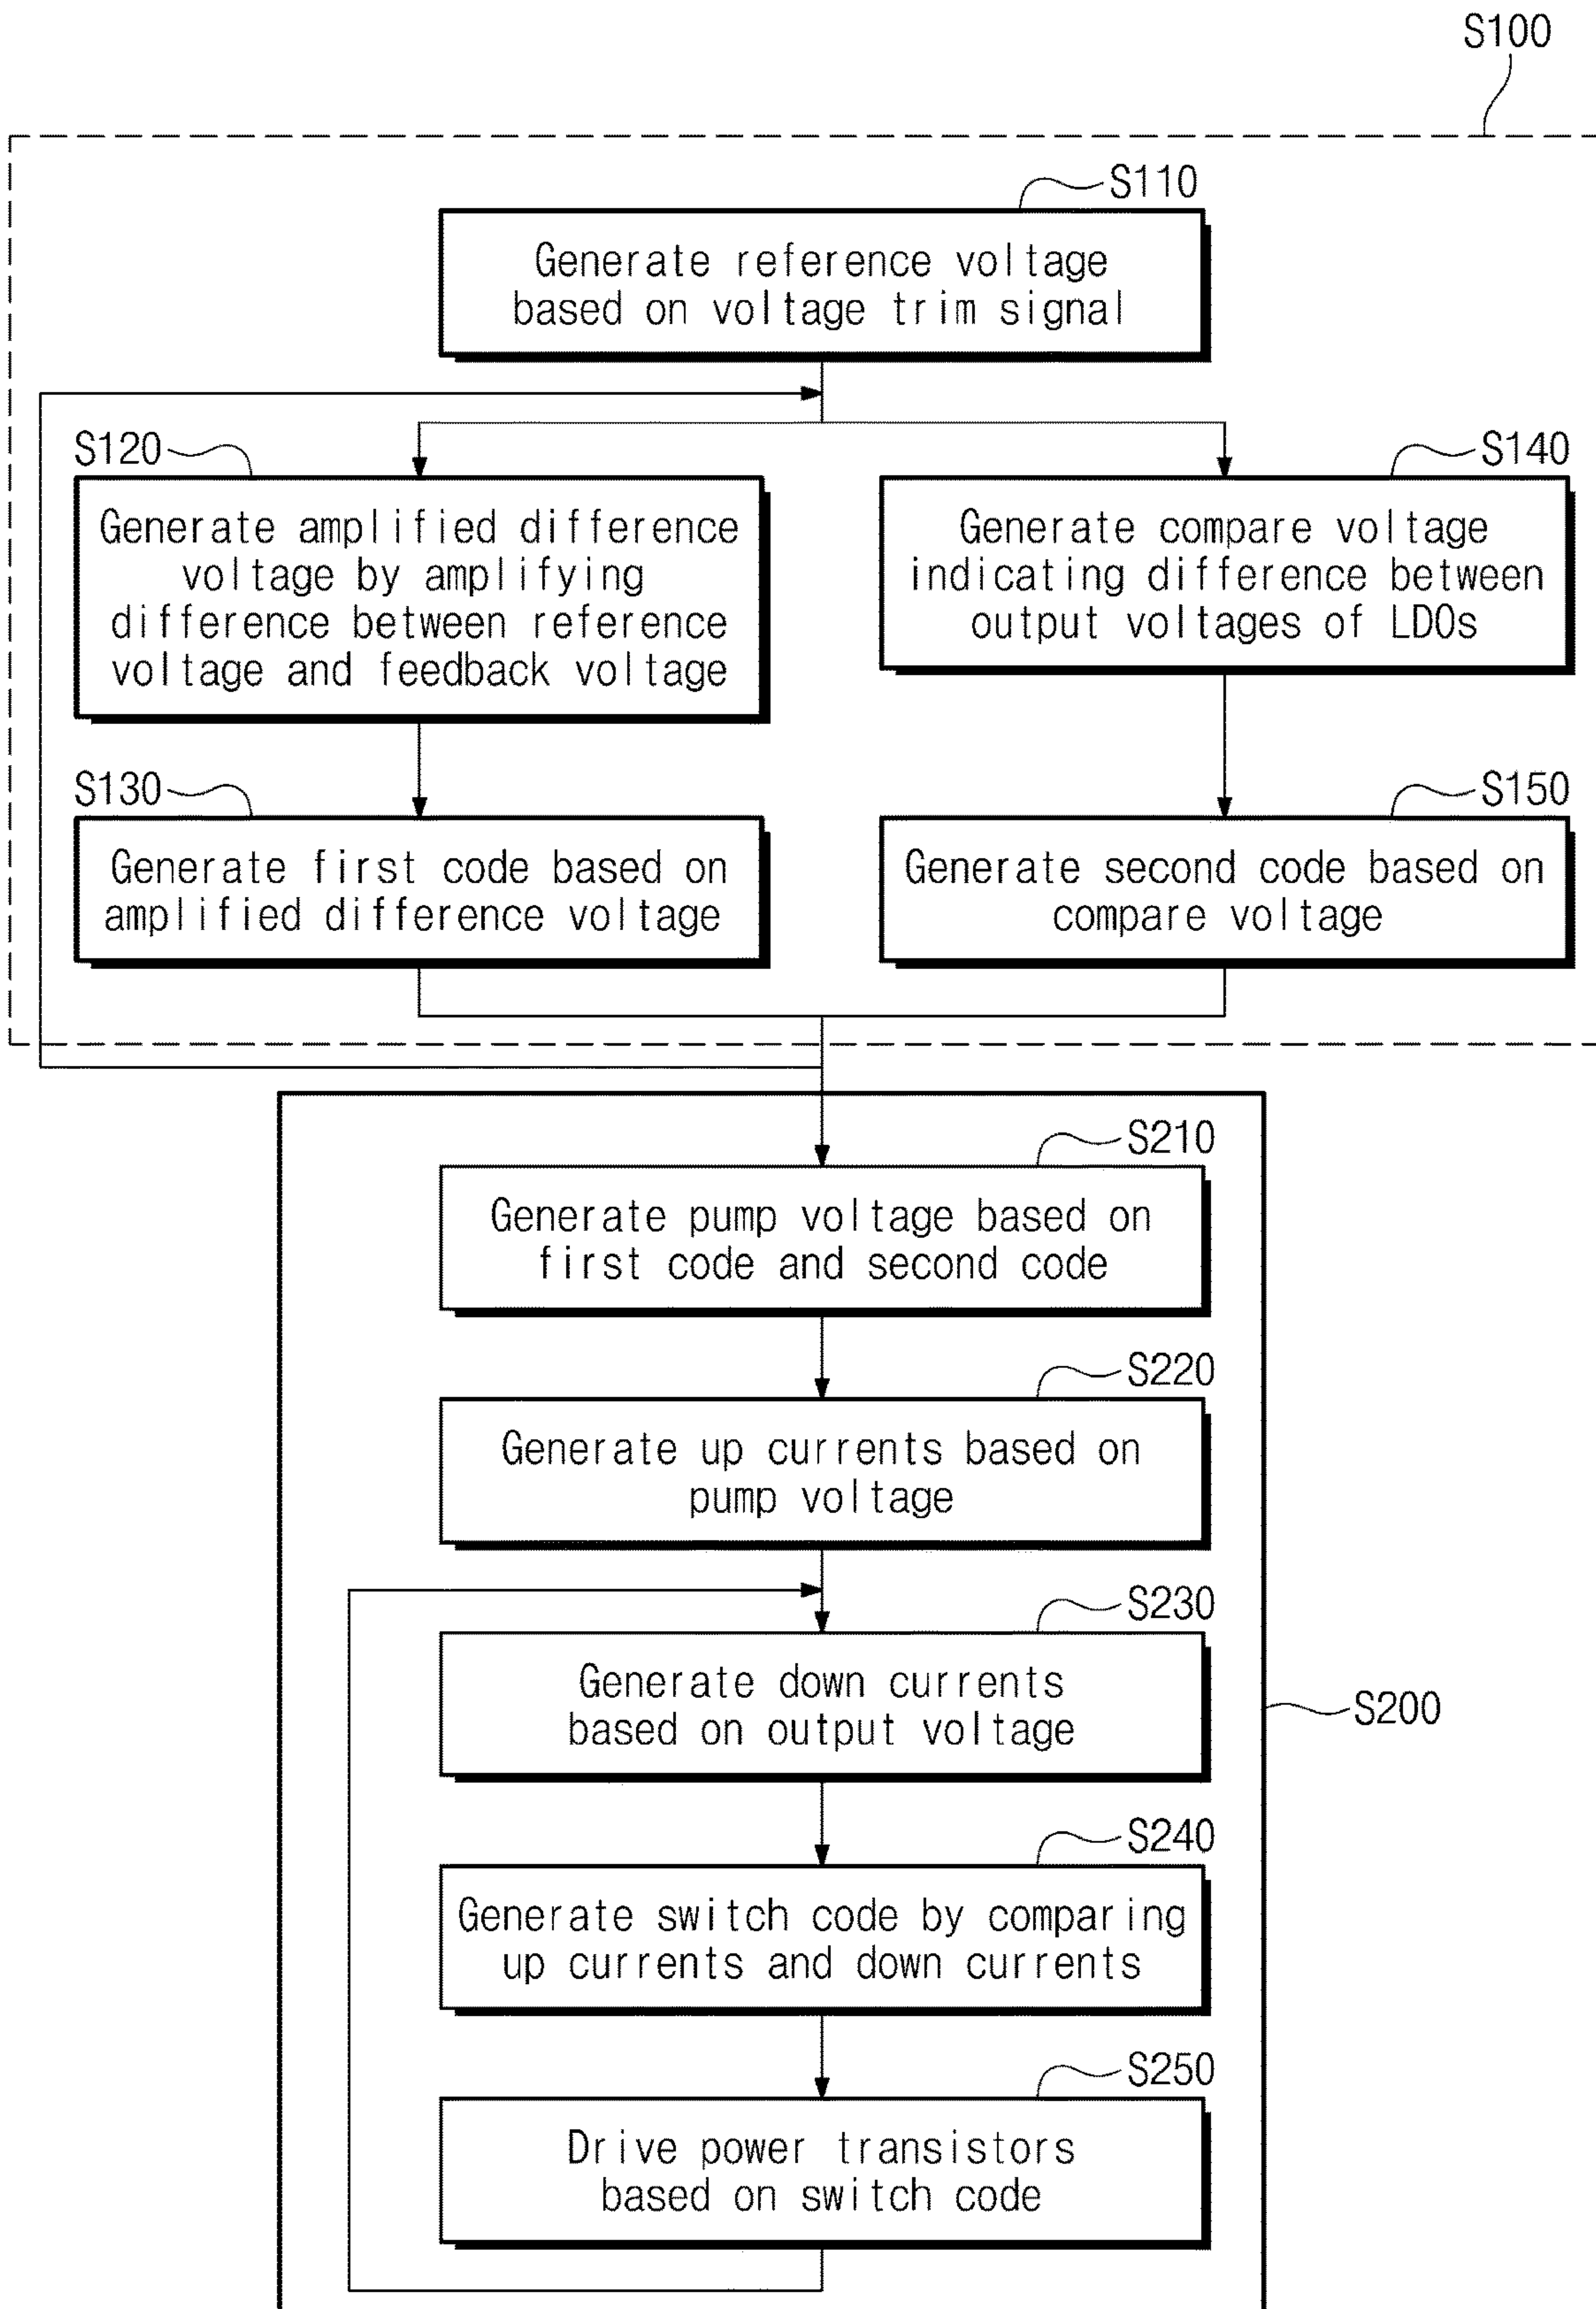 S100
S110
Generate reference voltage
based on voltage trim signal
S120
Generate amplified difference
voltage by amplifying
difference between reference
voltage and feedback voltage
S140
Generate compare voltage
indicating difference between
output voltages of LDOs
S130
Generate first code based on
amplified difference voltage
S150
Generate second code based on
compare voltage
S210
Generate pump voltage based on
first code and second code
S220
Generate up currents based on
pump voltage
S230
Generate down currents
based on output voltage
S200
S240
Generate switch code by comparing
up currents and down currents
S250
Drive power transistors
based on switch code